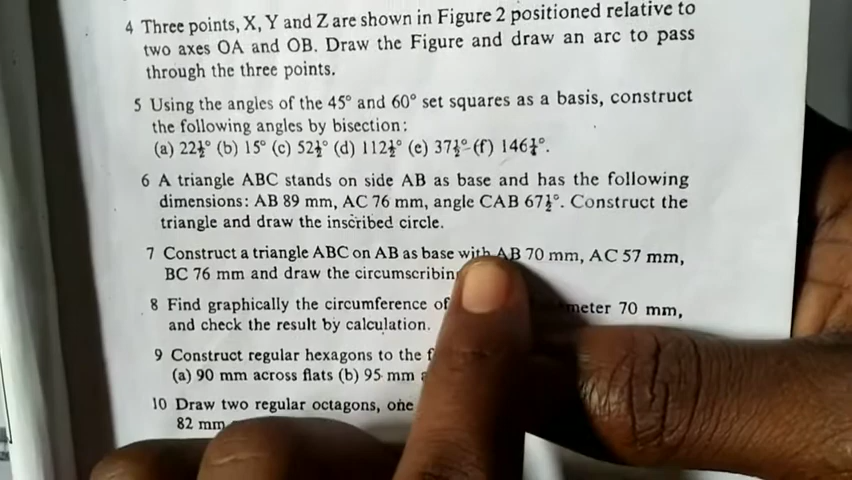 4 Three points, X, Y and Z are shown in Figure 2 positioned relative to
two axes OA and OB. Draw the Figure and draw an arc to pass
through the three points.
5 Using the angles of the 45° and 60° set squares as a basis, construct
the following angles by bisection:
(a) 22½° (b) 15° (c) 52½° (d) 112½° (e) 37½° (f) 146¼°.
6 A triangle ABC stands on side AB as base and has the following
dimensions: AB 89 mm, AC 76 mm, angle CAB 67½°. Construct the
triangle and draw the inscribed circle.
7 Construct a triangle ABC on AB as base with AB 70 mm, AC 57 mm,
BC 76 mm and draw the
8 Find graphically the circumference of 70 mm,
and check the result by calculation.
9 Construct regular hexagons to the
(a) 90 mm across flats (b) 95 mm
10 Draw two regular octagons, one
82 mm